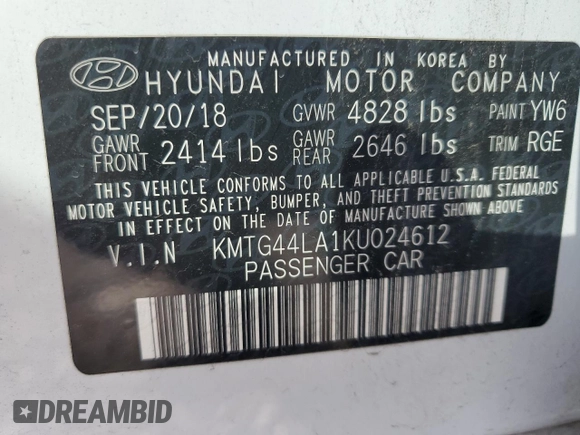 MANUFACTURED IN KOREA BY
HYUNDAI MOTOR COMPANY
SEP/20/18 GVWR 4828 lbs PAINT YW6
GAWR FRONT 2414 lbs GAWR REAR 2646 lbs TRIM RGE
THIS VEHICLE CONFORMS TO ALL APPLICABLE U.S.A. FEDERAL
MOTOR VEHICLE SAFETY, BUMPER, AND THEFT PREVENTION STANDARDS
IN EFFECT ON THE DATE OF MANUFACTURE SHOWN ABOVE
V.I.N KMTG44LA1KU024612
PASSENGER CAR
DREAMBID